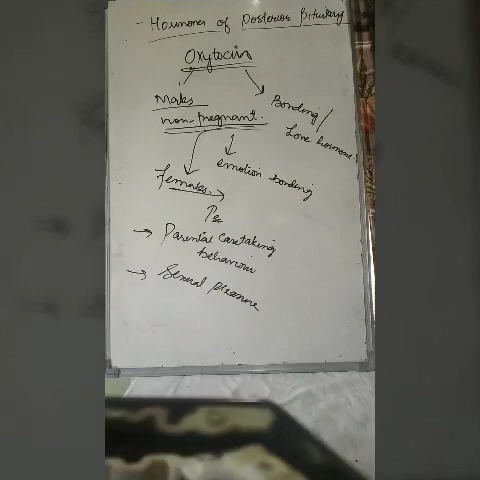 - Hormones of Posterior Pituitary
Oxytocin
Males
non-pregnant.
Bonding/
Love hormone.
emotion bonding
Females.
→ Parental Caretaking
behaviour
→ Sexual pleasure